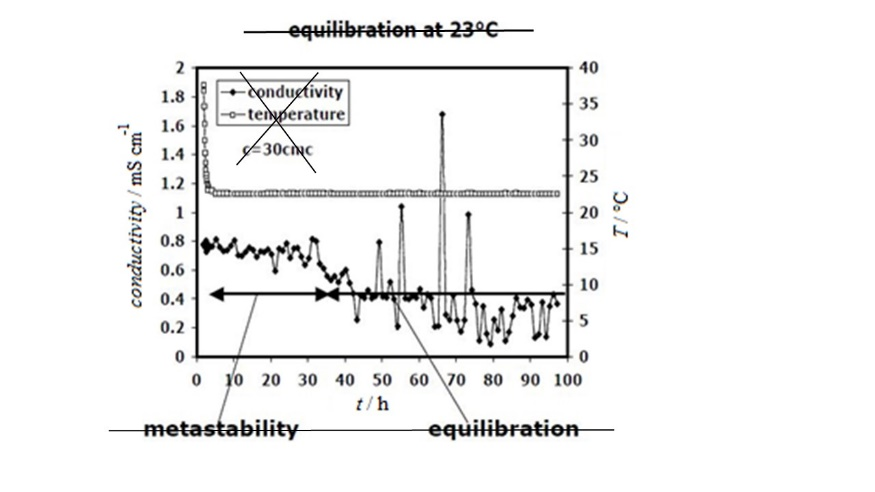 equilibration at 23°C
2 40
1.8 35
conductivity
temperature
1.6 30
c=30cmc
1.4
25
1.2
1 20
0.8 15
0.6
10
0.4
0.2 5
0 0
conductivity / mS cm-1
T / °C
0 10 20 30 40 50 60 70 80 90 100
t / h
metastability equilibration